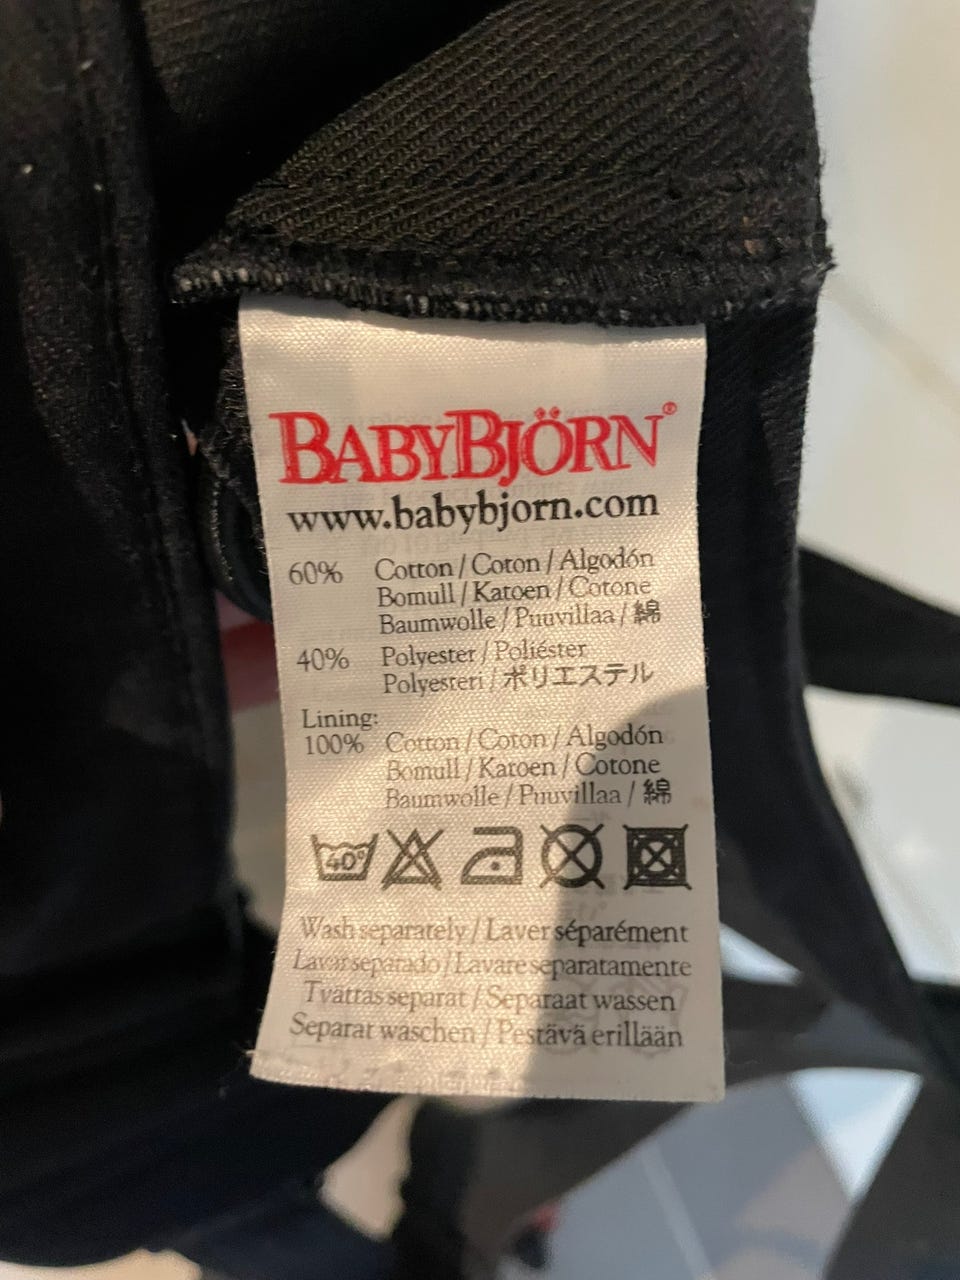 BABYBJÖRN®
www.babybjorn.com
60% Cotton / Coton / Algodón
Bomull / Katoen / Cotone
Baumwolle / Puuvillaa / 綿
40% Polyester / Poliéster
Polyesteri / ポリエステル
Lining:
100% Cotton / Coton / Algodón
Bomull / Katoen / Cotone
Baumwolle / Puuvillaa / 綿
40°
Wash separately / Laver séparément
Lavar separado / Lavare separatamente
Tvättas separat / Separaat wassen
Separat waschen / Pestävä erillään